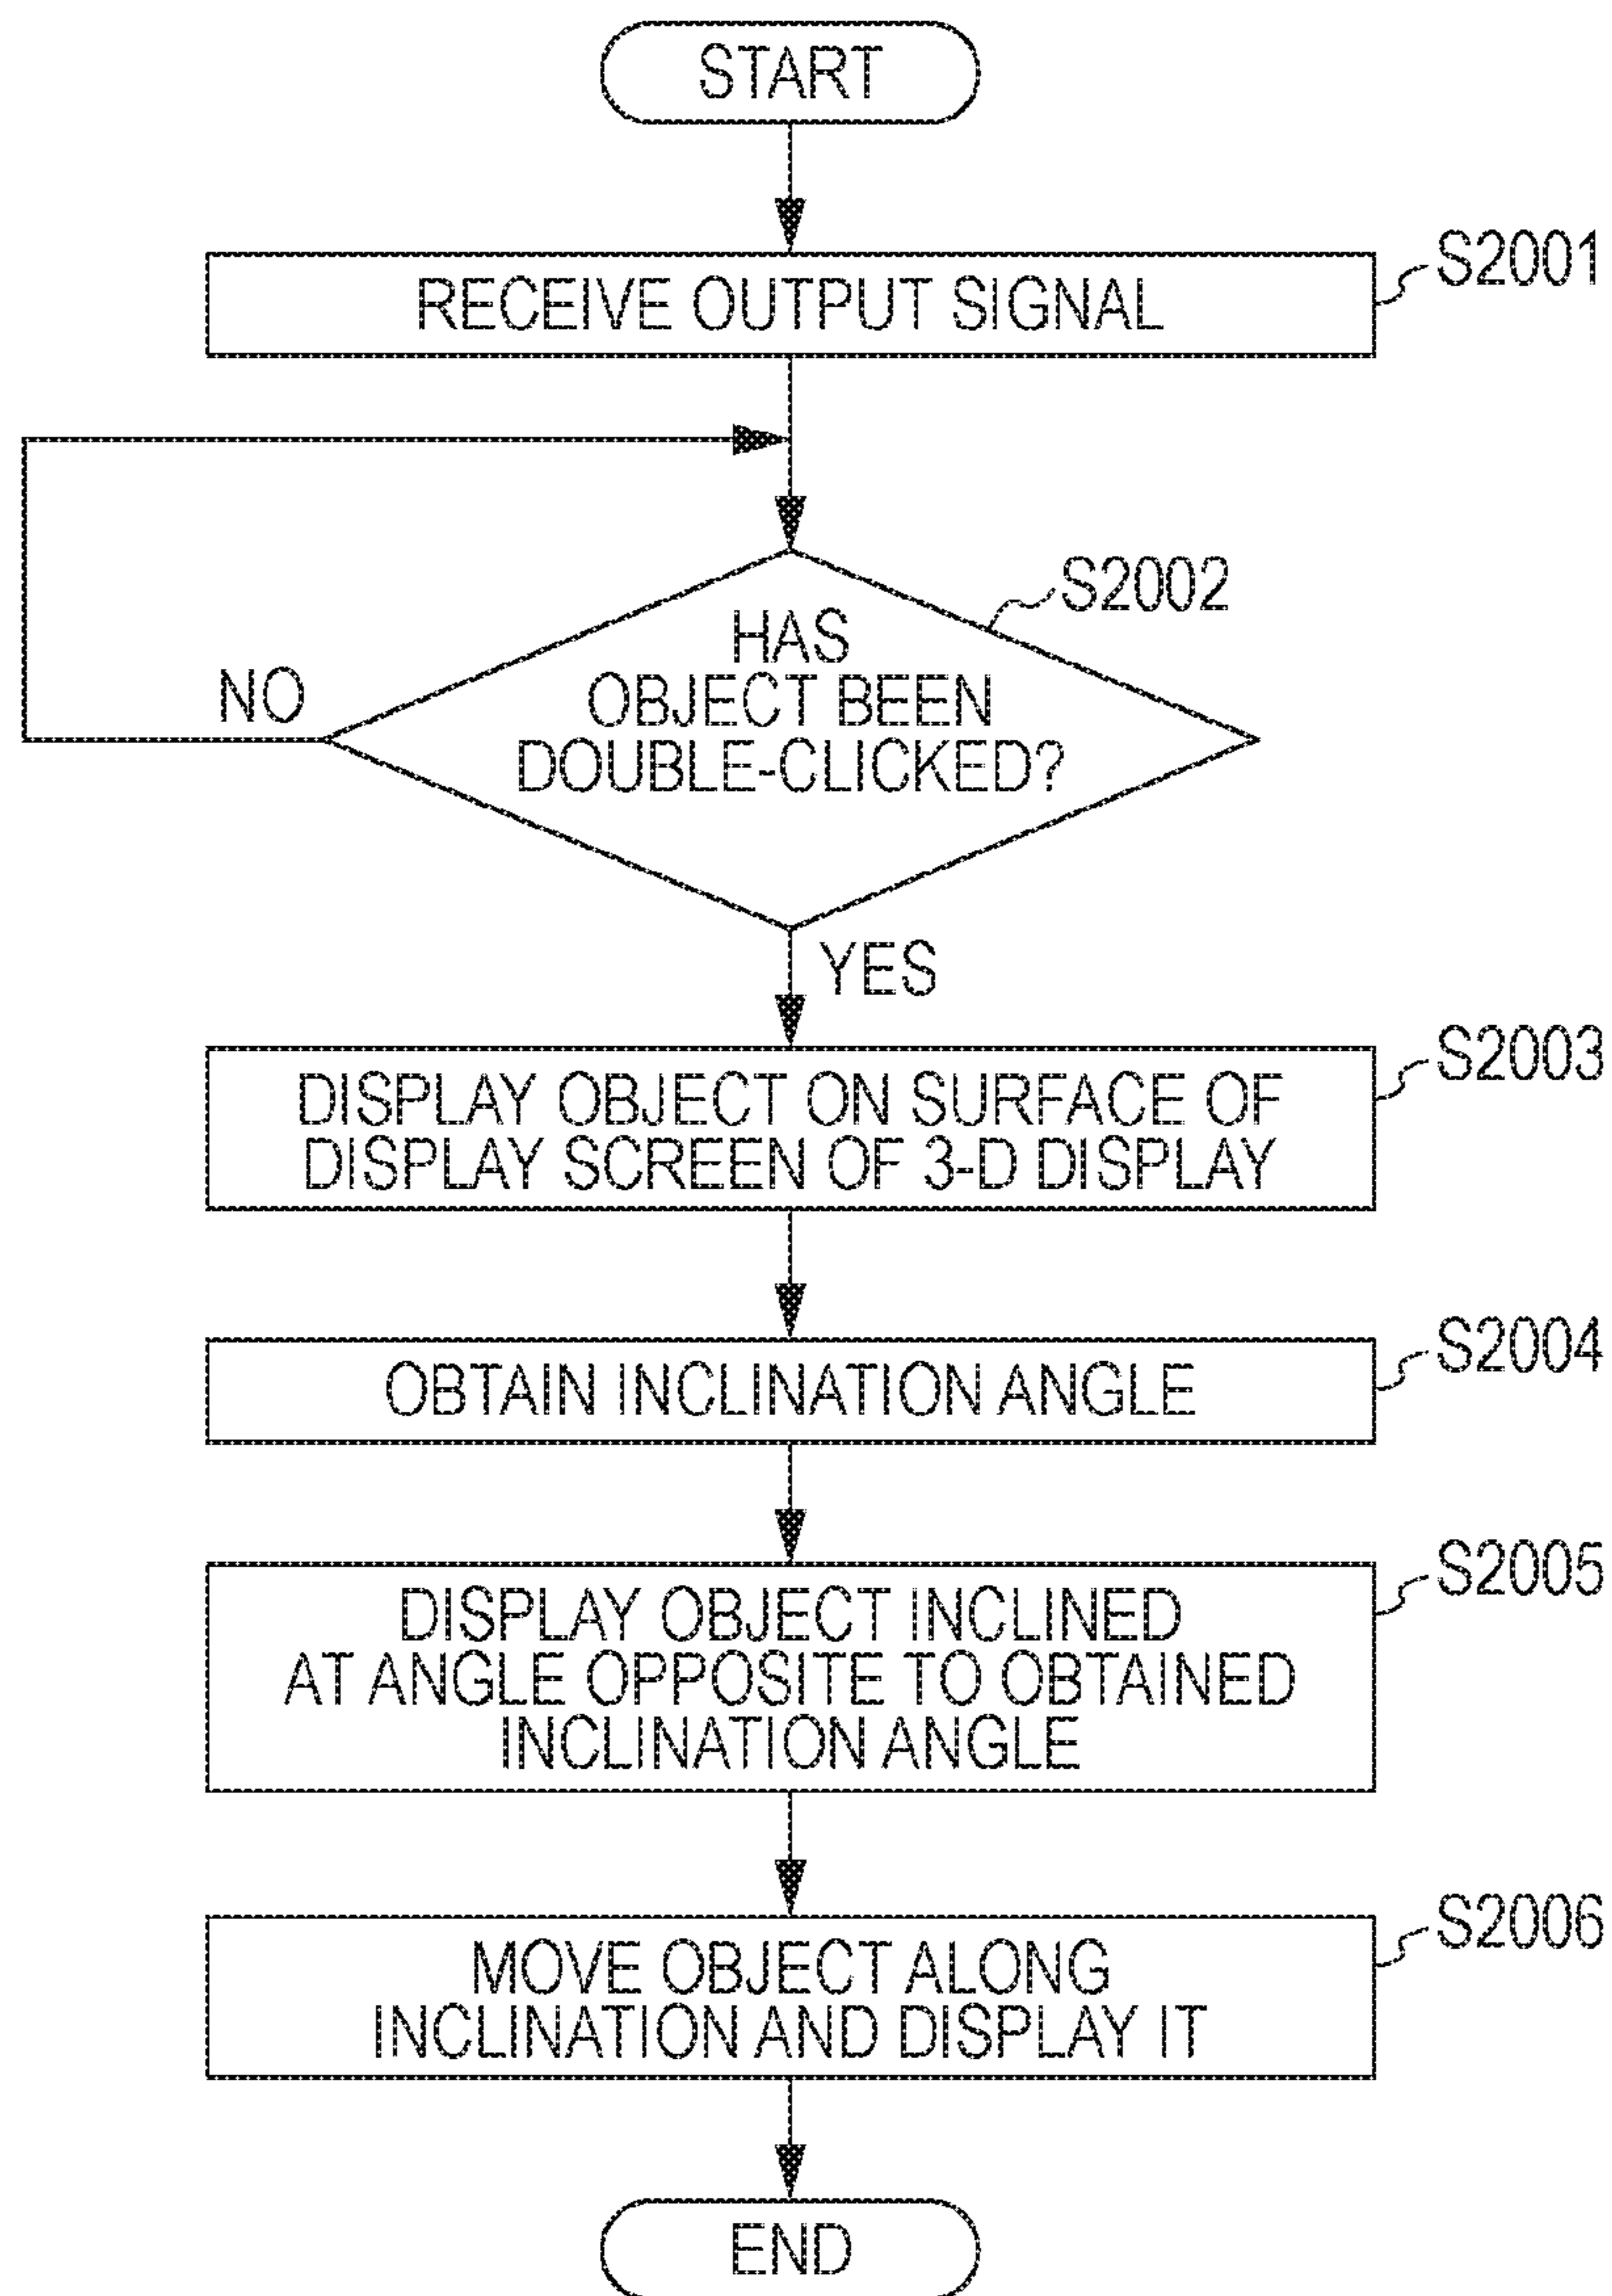 START
RECEIVE OUTPUT SIGNAL
S2001
HAS
OBJECT BEEN
DOUBLE-CLICKED?
S2002
NO
YES
DISPLAY OBJECT ON SURFACE OF
DISPLAY SCREEN OF 3-D DISPLAY
S2003
OBTAIN INCLINATION ANGLE
S2004
DISPLAY OBJECT INCLINED
AT ANGLE OPPOSITE TO OBTAINED
INCLINATION ANGLE
S2005
MOVE OBJECT ALONG
INCLINATION AND DISPLAY IT
S2006
END